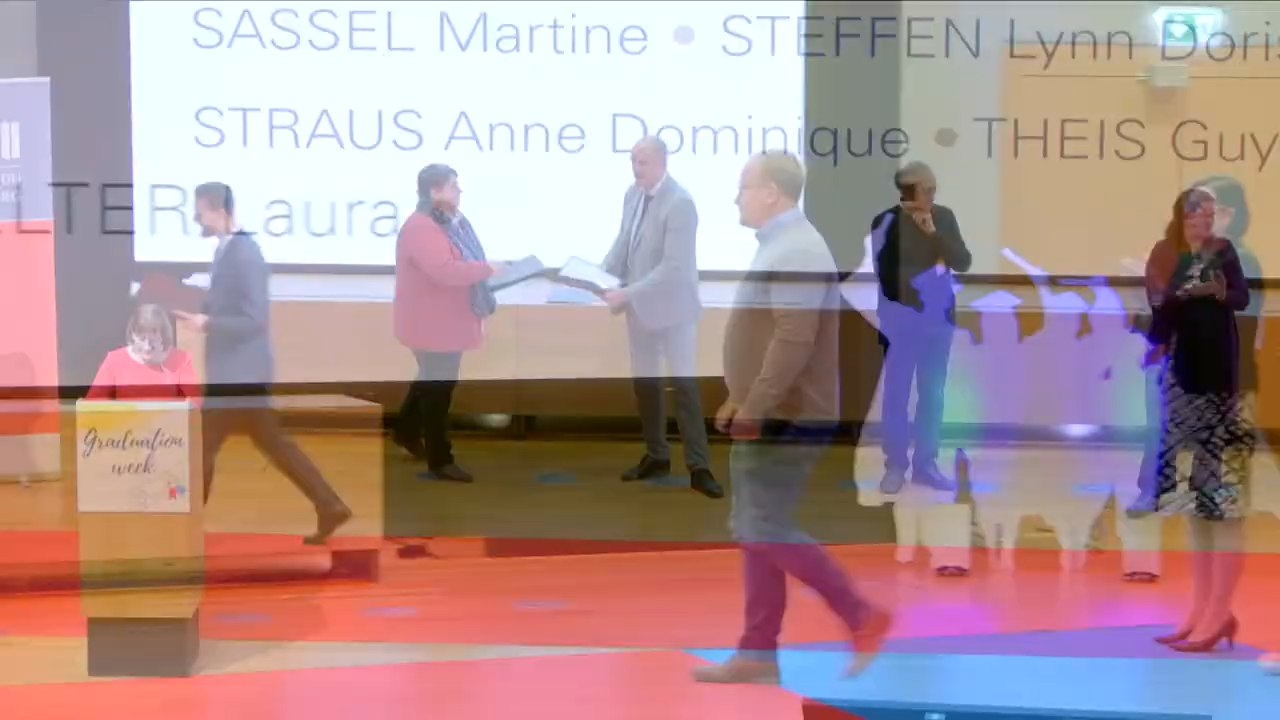 SASSEL Martine • STEFFEN Lynn Doris
STRAUS Anne Dominique • THEIS Guy
LTER Laura
Graduation
week